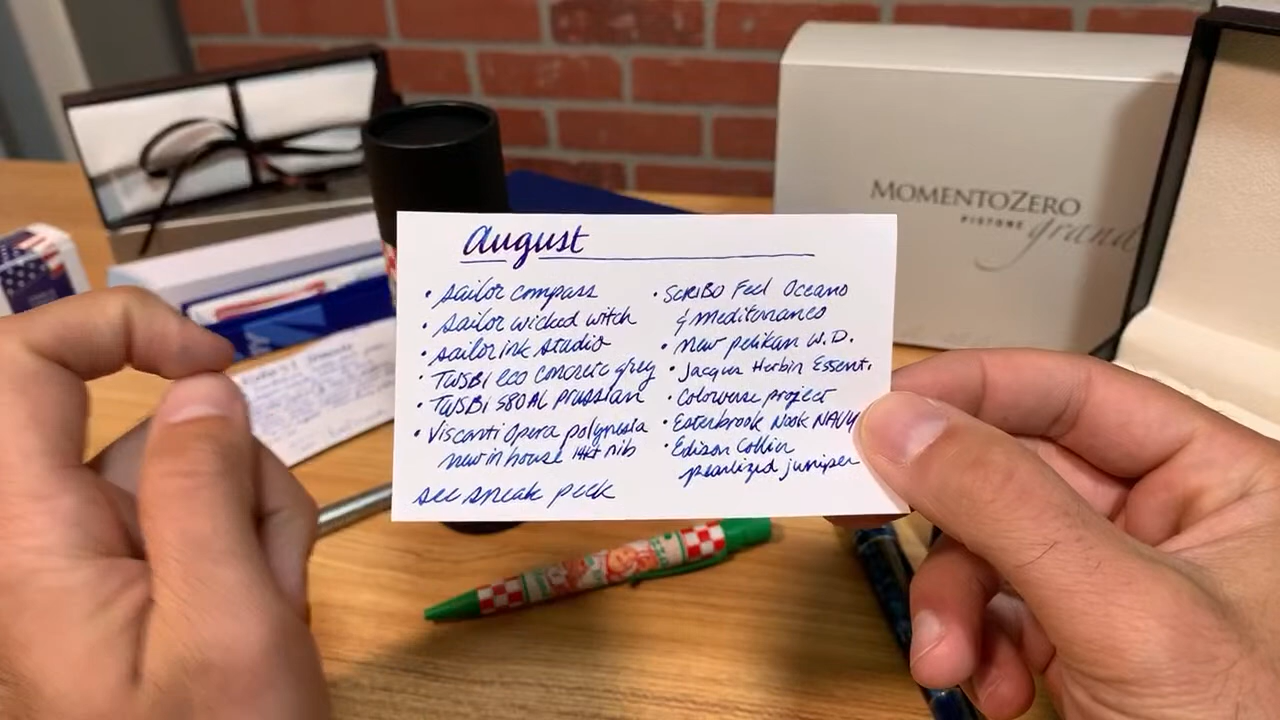 MOMENTOZERO
PISTONE grand
August
• Sailor compass
• Sailor wicked witch
• sailor ink studio
• TWSBI eco concrete grey
• TWSBI 580AL prussian
• Visconti Opera polynesia
new in house 14kt nib
see sneak peek
• SCRIBO Feel Oceano
& mediterraneo
• new pelikan W.D.
• Jacques Herbin Essent.
• Colorverse project
• Esterbrook Nook NAVY
• Edison Collier
pearlized juniper